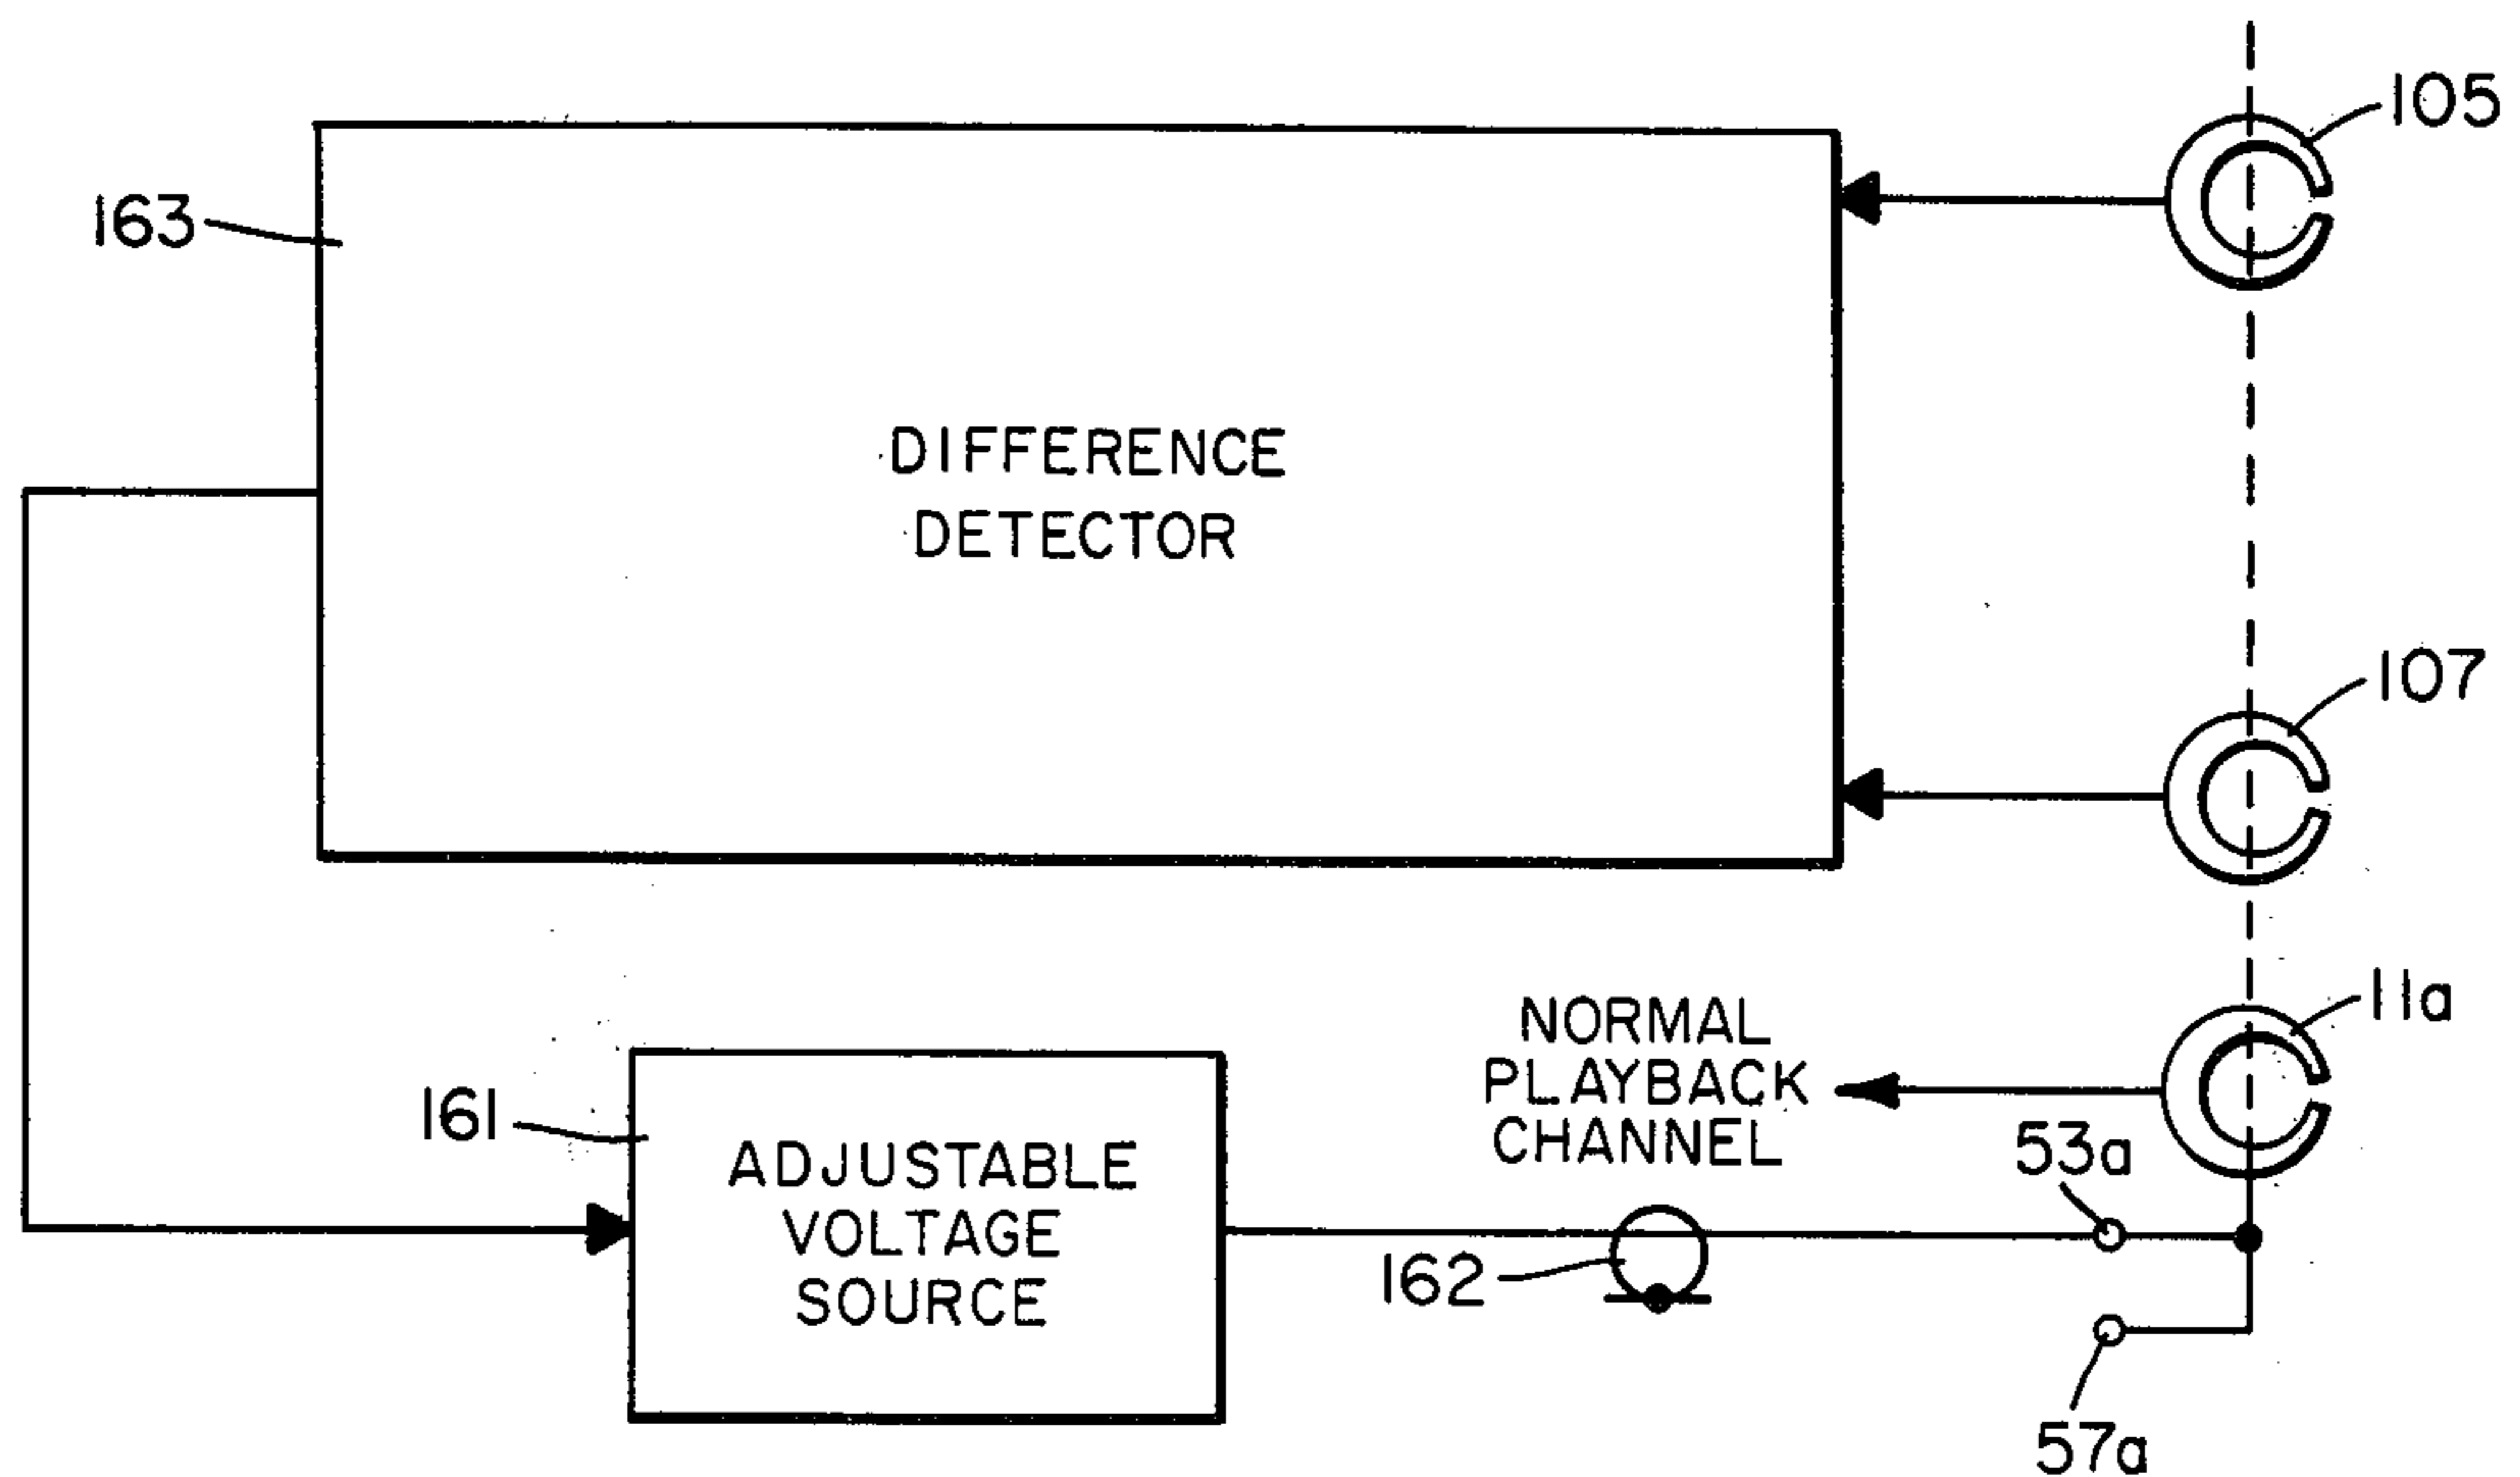 105
163
DIFFERENCE
DETECTOR
107
11a
NORMAL
PLAYBACK
CHANNEL
161
53a
ADJUSTABLE
VOLTAGE
SOURCE
162
57a